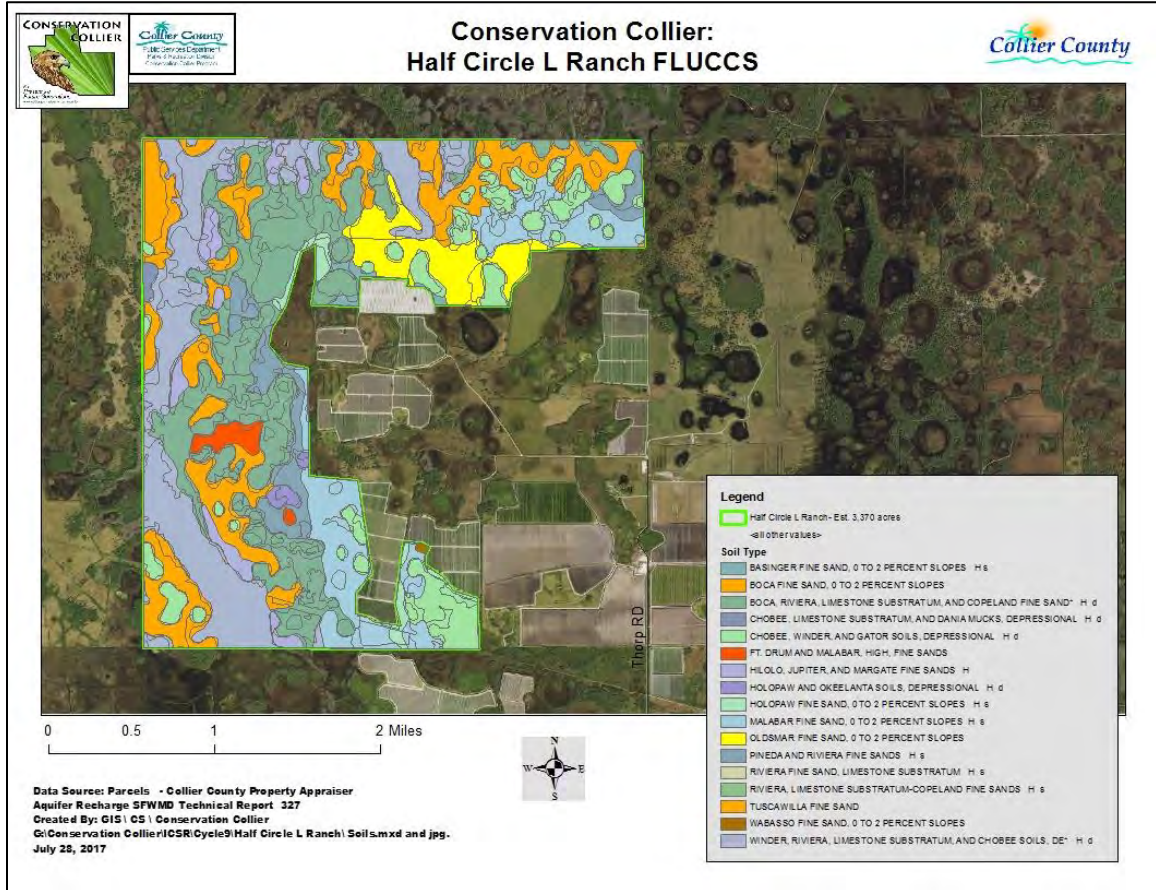 CONSERVATION
COLLIER
Collier County
Public Services Department
Conservation Collier Program
Conservation Collier:
Half Circle L Ranch FLUCCS
Collier County
Thorp RD
Legend
Half Circle L Ranch- Est. 3,370 acres
<all other values>
Soil Type
BASINGER FINE SAND, 0 TO 2 PERCENT SLOPES H s
BOCA FINE SAND, 0 TO 2 PERCENT SLOPES
BOCA, RIVIERA, LIMESTONE SUBSTRATUM, AND COPELAND FINE SAND* H d
CHOBEE, LIMESTONE SUBSTRATUM, AND DANIA MUCKS, DEPRESSIONAL H d
CHOBEE, WINDER, AND GATOR SOILS, DEPRESSIONAL H d
FT. DRUM AND MALABAR, HIGH, FINE SANDS
HILOLO, JUPITER, AND MARGATE FINE SANDS H
HOLOPAW AND OKEELANTA SOILS, DEPRESSIONAL H d
HOLOPAW FINE SAND, 0 TO 2 PERCENT SLOPES H s
MALABAR FINE SAND, 0 TO 2 PERCENT SLOPES H s
OLDSMAR FINE SAND, 0 TO 2 PERCENT SLOPES
PINEDA AND RIVIERA FINE SANDS H s
RIVIERA FINE SAND, LIMESTONE SUBSTRATUM H s
RIVIERA, LIMESTONE SUBSTRATUM-COPELAND FINE SANDS H s
TUSCAWILLA FINE SAND
WABASSO FINE SAND, 0 TO 2 PERCENT SLOPES
WINDER, RIVIERA, LIMESTONE SUBSTRATUM, AND CHOBEE SOILS, DE* H d
0 0.5 1 2 Miles
N
W E
S
Data Source: Parcels - Collier County Property Appraiser
Aquifer Recharge SFWMD Technical Report 327
Created By: GIS \ CS \ Conservation Collier
G:\Conservation Collier\ICSR\Cycle9\Half Circle L Ranch\ Soils.mxd and jpg.
July 28, 2017